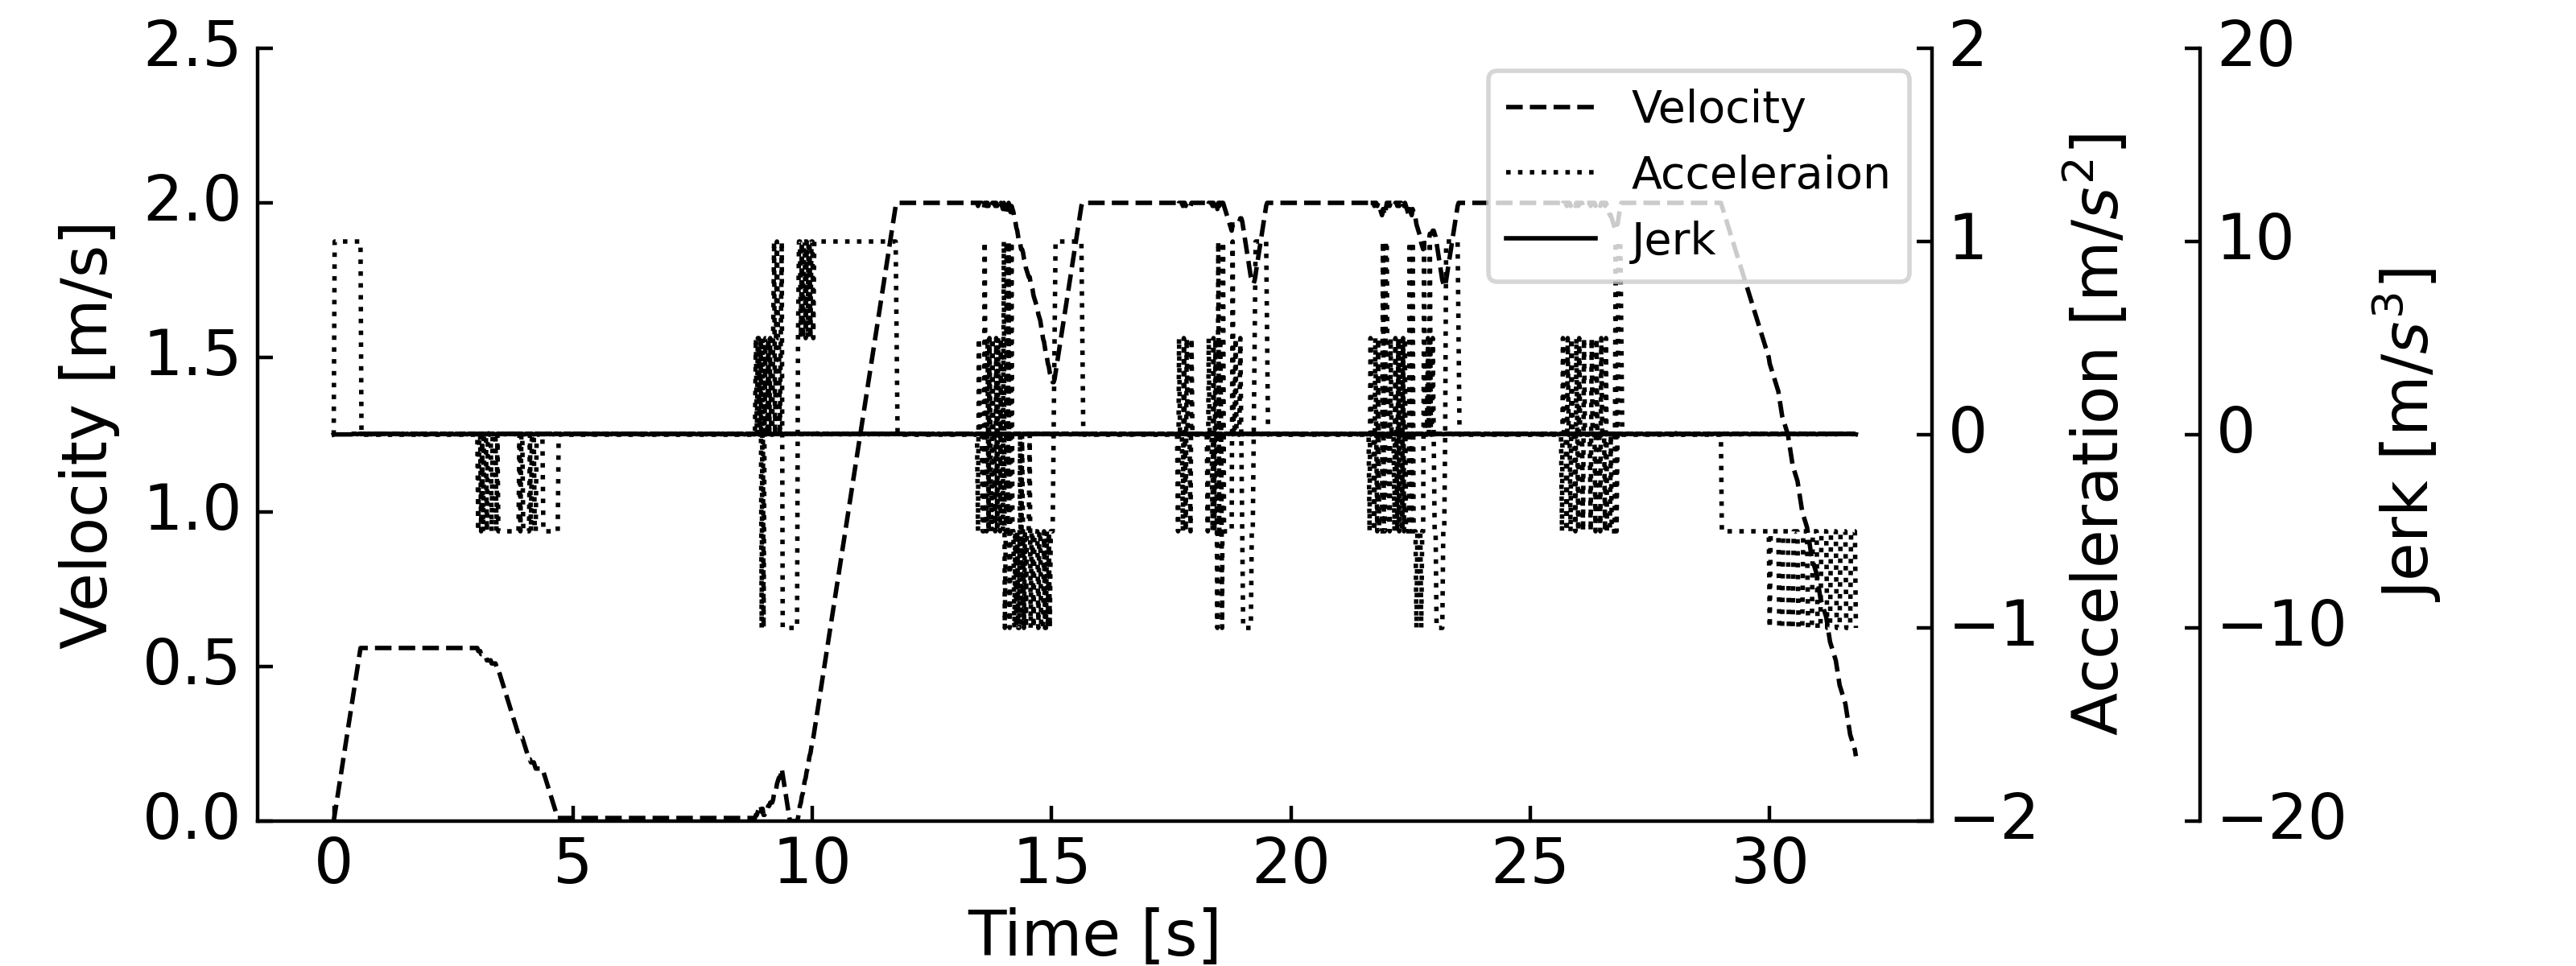 Velocity [m/s]
2.5
2.0
1.5
1.0
0.5
0.0
0 5 10 15 20 25 30
Time [s]
Velocity
Acceleraion
Jerk
2
1
0
−1
−2
Acceleration [m/s²]
20
10
0
−10
−20
Jerk [m/s³]